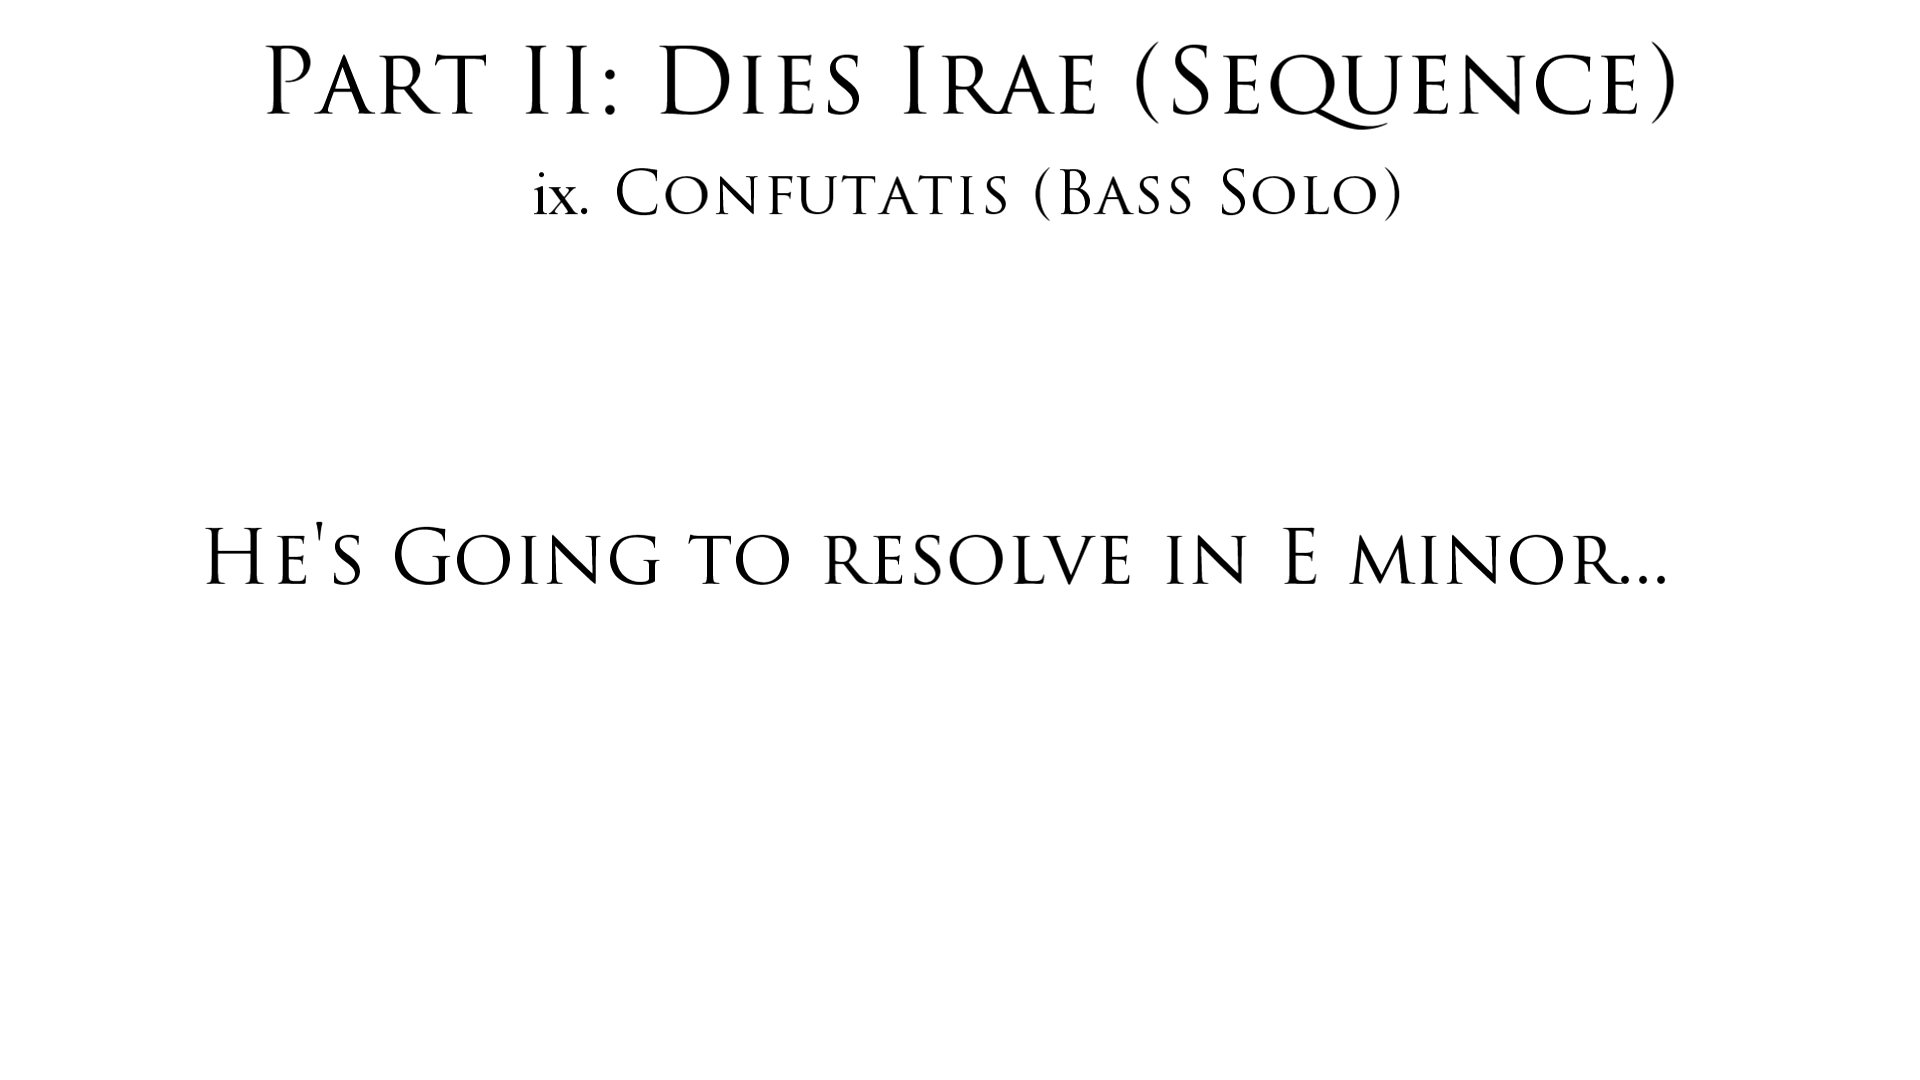 Part II: Dies Irae (Sequence)
ix. Confutatis (Bass Solo)
He's Going to resolve in E minor...